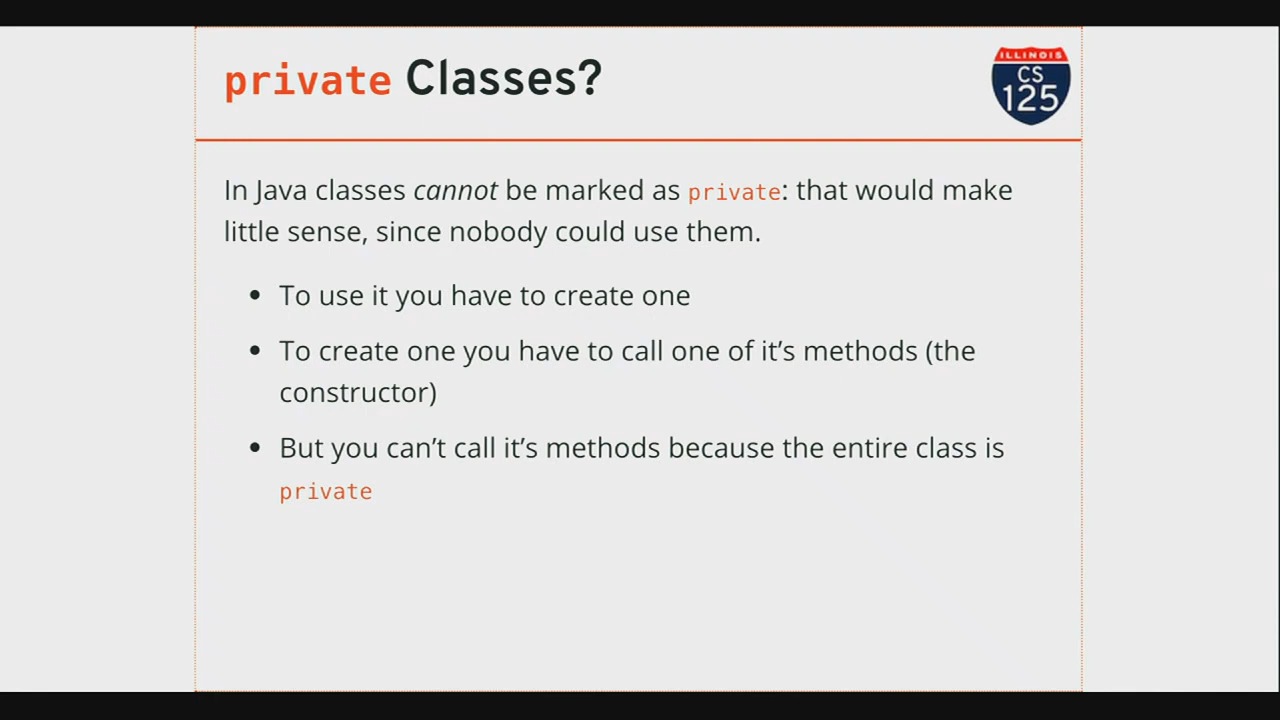 private Classes?
ILLINOIS
CS
125
In Java classes cannot be marked as private: that would make
little sense, since nobody could use them.
• To use it you have to create one
• To create one you have to call one of it’s methods (the
constructor)
• But you can’t call it’s methods because the entire class is
private